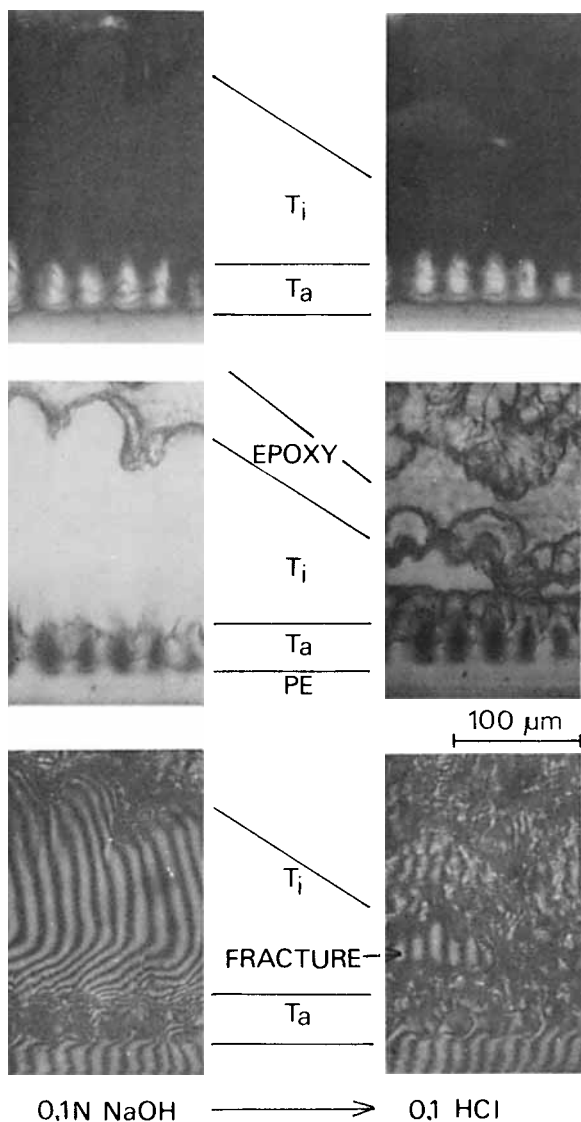 Ti
Ta
EPOXY
Ti
Ta
PE
100 µm
Ti
FRACTURE
Ta
0,1N NaOH
0,1 HCl